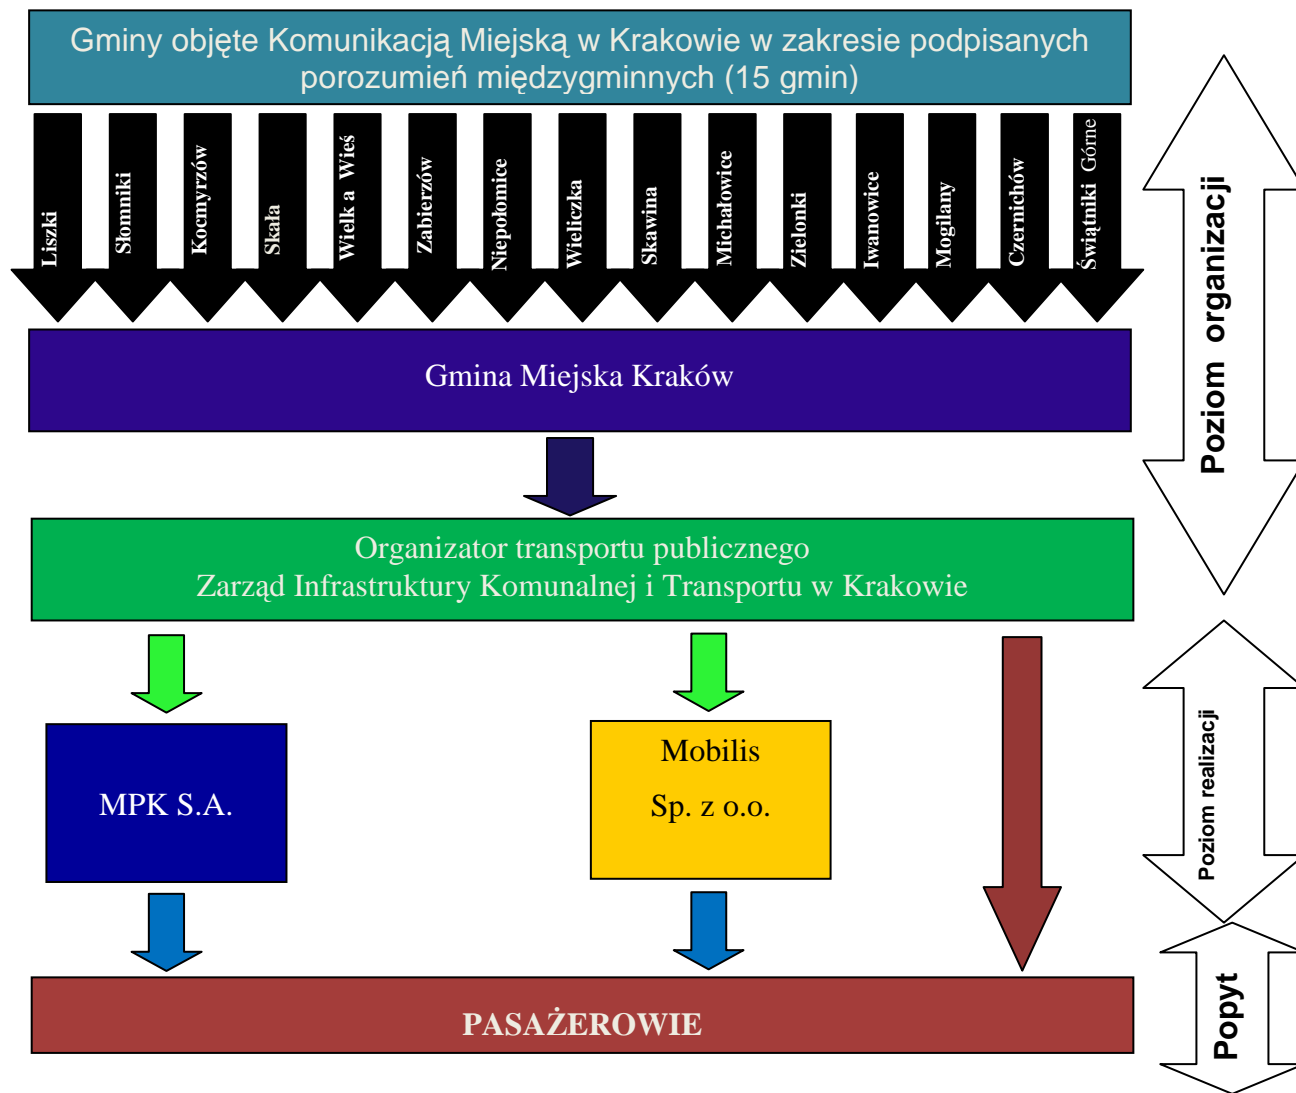 Gminy objęte Komunikacją Miejską w Krakowie w zakresie podpisanych
porozumień międzygminnych (15 gmin)
Liszki
Słomniki
Kocmyrzów
Skała
Wielk a Wieś
Zabierzów
Niepołomice
Wieliczka
Skawina
Michałowice
Zielonki
Iwanowice
Mogilany
Czernichów
Świątniki Górne
Gmina Miejska Kraków
Organizator transportu publicznego
Zarząd Infrastruktury Komunalnej i Transportu w Krakowie
MPK S.A.
Mobilis
Sp. z o.o.
PASAŻEROWIE
Poziom organizacji
Poziom realizacji
Popyt